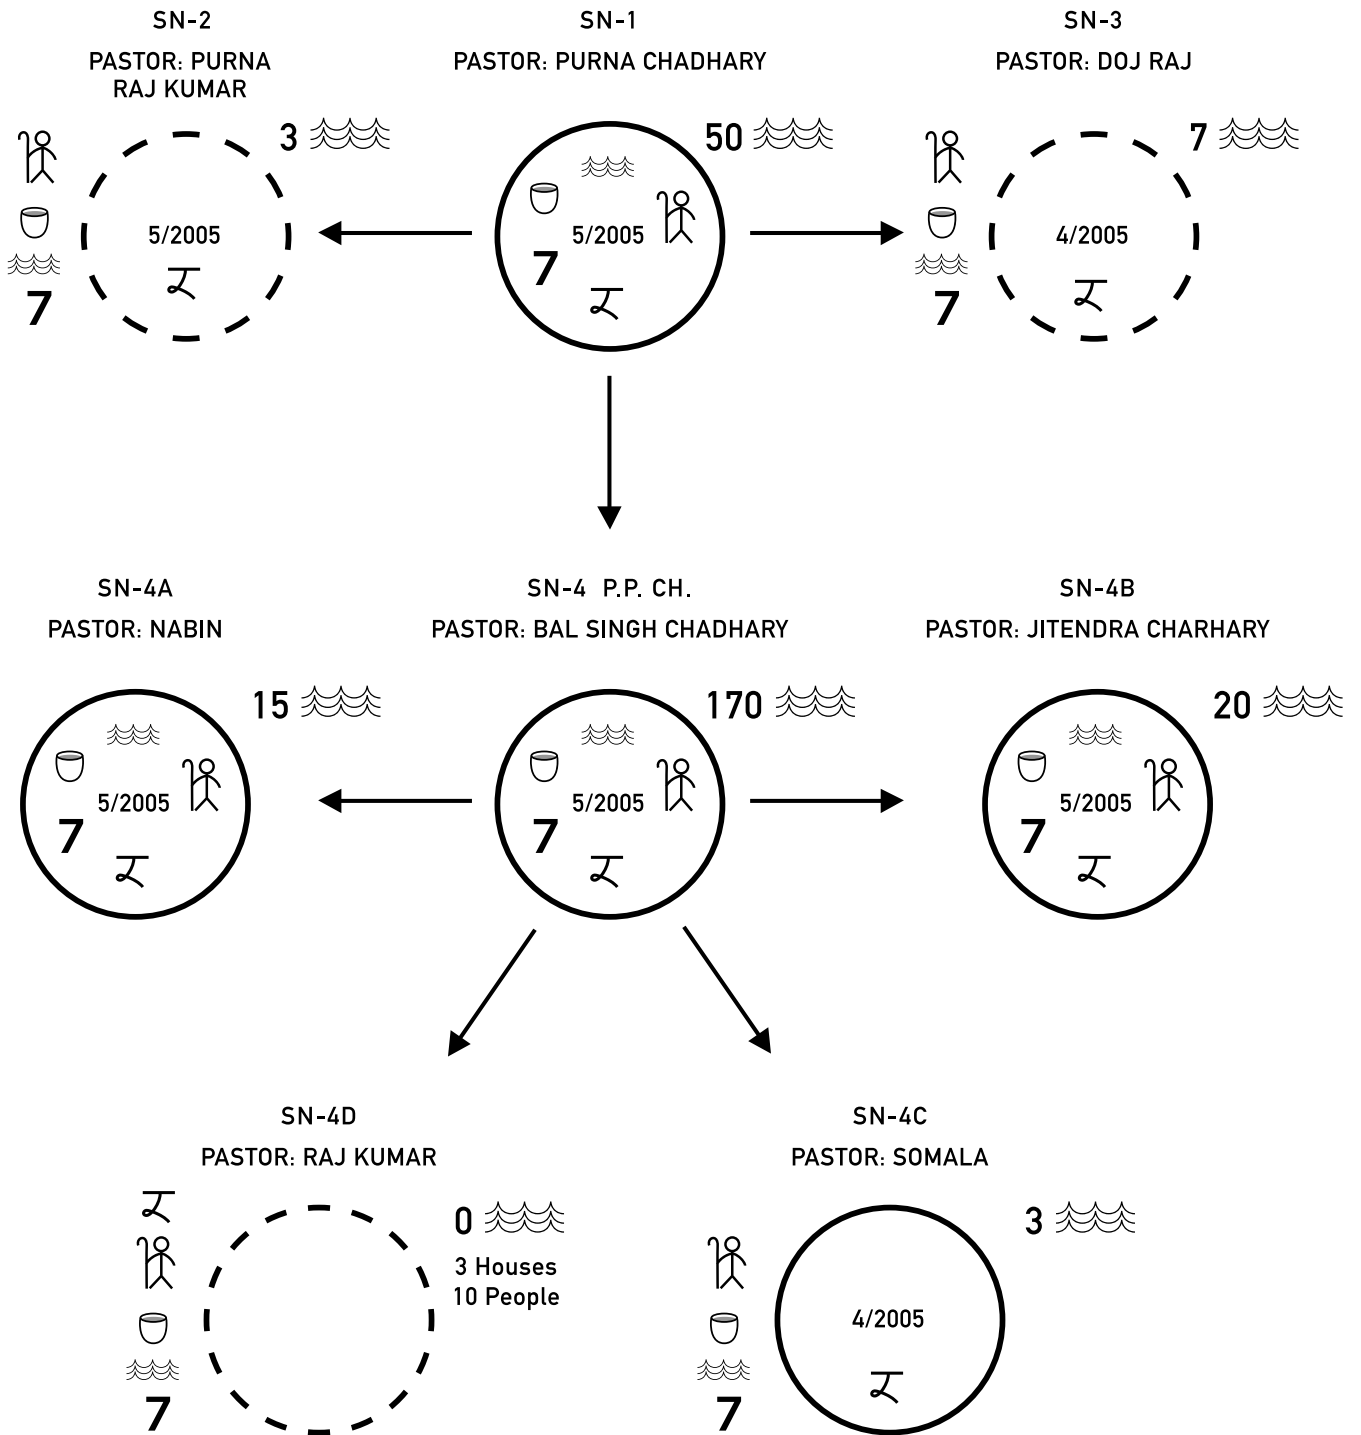 SN-2
PASTOR: PURNA
RAJ KUMAR
3
5/2005
र
7
SN-1
PASTOR: PURNA CHADHARY
50
5/2005
7
र
SN-3
PASTOR: DOJ RAJ
7
4/2005
र
7
SN-4A
PASTOR: NABIN
15
5/2005
7
र
SN-4 P.P. CH.
PASTOR: BAL SINGH CHADHARY
170
5/2005
7
र
SN-4B
PASTOR: JITENDRA CHARHARY
20
5/2005
7
र
SN-4D
PASTOR: RAJ KUMAR
र
0
3 Houses
10 People
7
SN-4C
PASTOR: SOMALA
3
4/2005
र
7